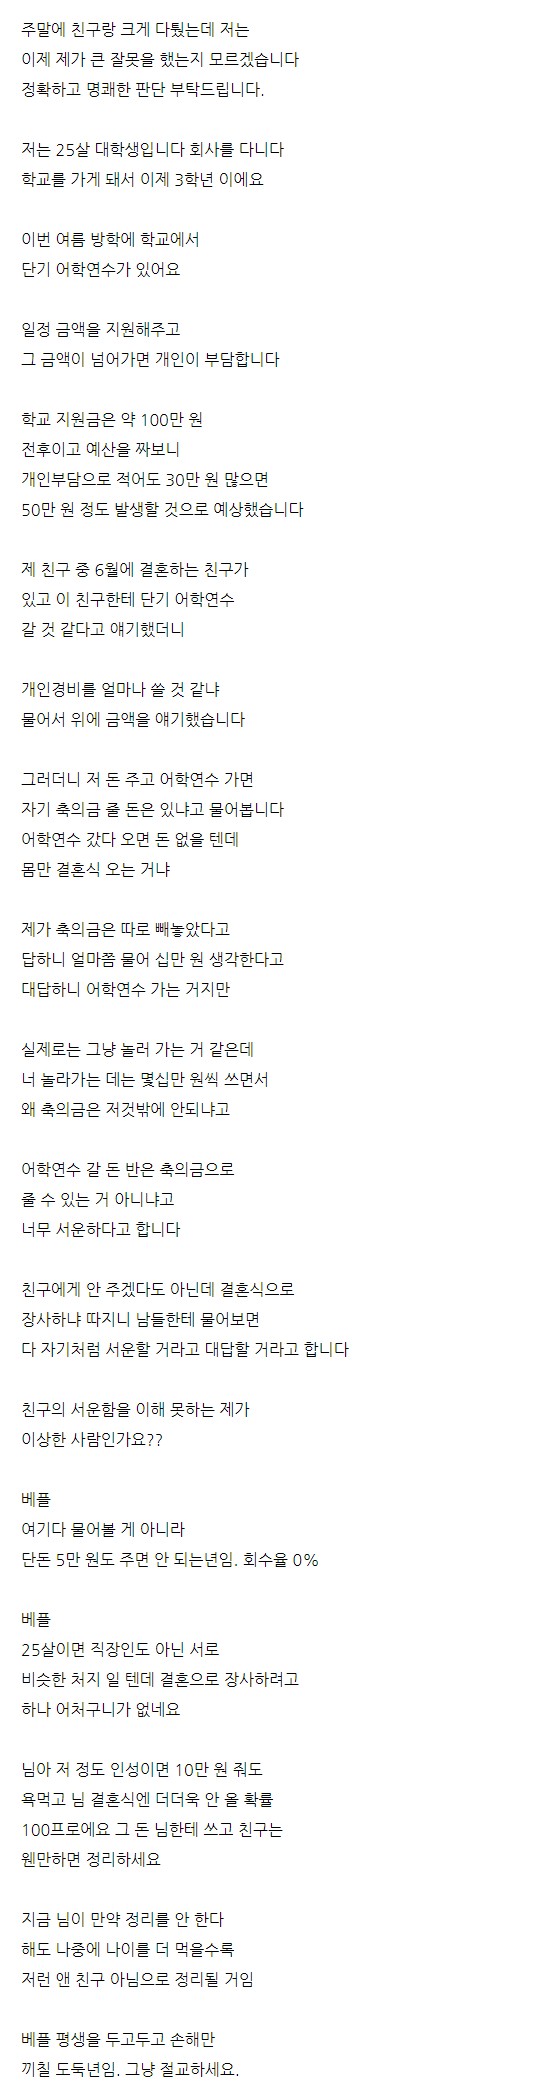 주말에 친구랑 크게 다퉜는데 저는
이제 제가 큰 잘못을 했는지 모르겠습니다
정확하고 명쾌한 판단 부탁드립니다.
저는 25살 대학생입니다 회사를 다니다
학교를 가게 돼서 이제 3학년 이에요
이번 여름 방학에 학교에서
단기 어학연수가 있어요
일정 금액을 지원해주고
그 금액이 넘어가면 개인이 부담합니다
학교 지원금은 약 100만 원
전후이고 예산을 짜보니
개인부담으로 적어도 30만 원 많으면
50만 원 정도 발생할 것으로 예상했습니다
제 친구 중 6월에 결혼하는 친구가
있고 이 친구한테 단기 어학연수
갈 것 같다고 얘기했더니
개인경비를 얼마나 쓸 것 같냐
물어서 위에 금액을 얘기했습니다
그러더니 저 돈 주고 어학연수 가면
자기 축의금 줄 돈은 있냐고 물어봅니다
어학연수 갔다 오면 돈 없을 텐데
몸만 결혼식 오는 거냐
제가 축의금은 따로 빼놓았다고
답하니 얼마쯤 물어 십만 원 생각한다고
대답하니 어학연수 가는 거지만
실제로는 그냥 놀러 가는 거 같은데
너 놀라가는 데는 몇십만 원씩 쓰면서
왜 축의금은 저것밖에 안되냐고
어학연수 갈 돈 반은 축의금으로
줄 수 있는 거 아니냐고
너무 서운하다고 합니다
친구에게 안 주겠다도 아닌데 결혼식으로
장사하냐 따지니 남들한테 물어보면
다 자기처럼 서운할 거라고 대답할 거라고 합니다
친구의 서운함을 이해 못하는 제가
이상한 사람인가요??
베플
여기다 물어볼 게 아니라
단돈 5만 원도 주면 안 되는년임. 회수율 0%
베플
25살이면 직장인도 아닌 서로
비슷한 처지 일 텐데 결혼으로 장사하려고
하나 어처구니가 없네요
님아 저 정도 인성이면 10만 원 줘도
욕먹고 님 결혼식엔 더더욱 안 올 확률
100프로에요 그 돈 님한테 쓰고 친구는
웬만하면 정리하세요
지금 님이 만약 정리를 안 한다
해도 나중에 나이를 더 먹을수록
저런 앤 친구 아님으로 정리될 거임
베플 평생을 두고두고 손해만
끼칠 도둑년임. 그냥 절교하세요.